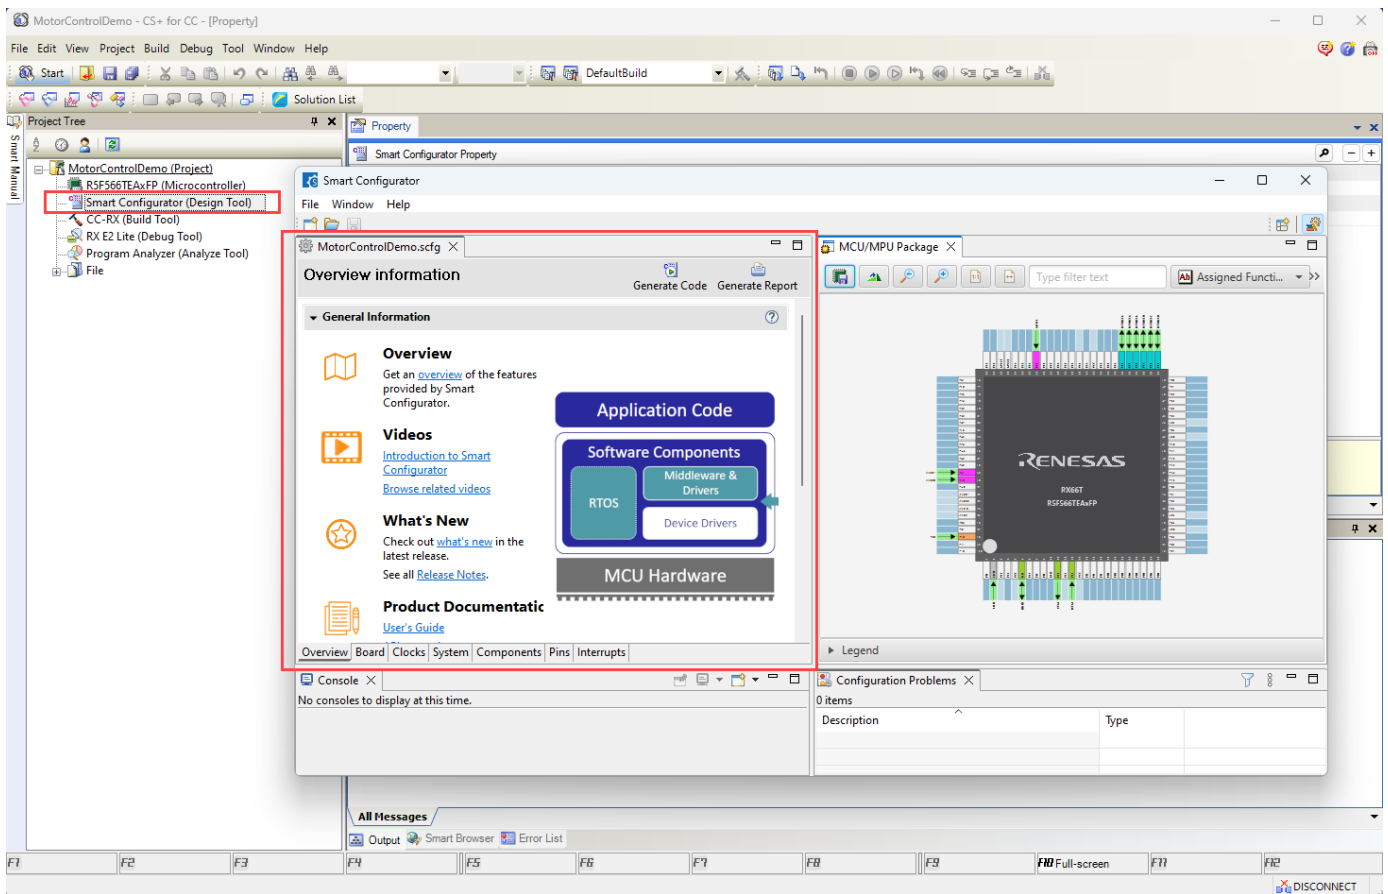 MotorControlDemo - CS+ for CC - [Property]
File Edit View Project Build Debug Tool Window Help
Start
DefaultBuild
Solution List
Smart Manual
Project Tree
MotorControlDemo (Project)
R5F566TEAxFP (Microcontroller)
Smart Configurator (Design Tool)
CC-RX (Build Tool)
RX E2 Lite (Debug Tool)
Program Analyzer (Analyze Tool)
File
Property
Smart Configurator Property
Smart Configurator
File Window Help
MotorControlDemo.scfg
Overview information
Generate Code Generate Report
General Information
Overview
Get an overview of the features
provided by Smart
Configurator.
Videos
Introduction to Smart
Configurator
Browse related videos
What's New
Check out what's new in the
latest release.
See all Release Notes.
Product Documentatic
User's Guide
Application Code
Software Components
RTOS
Middleware &
Drivers
Device Drivers
MCU Hardware
Overview Board Clocks System Components Pins Interrupts
MCU/MPU Package
Type filter text
Assigned Functi...
RENESAS
RX66T
R5F566TEAxFP
Legend
Console
No consoles to display at this time.
Configuration Problems
0 items
Description Type
All Messages
Output Smart Browser Error List
F1 F2 F3 F4 F5 F6 F7 F8 F9 F10 Full-screen F11 F12
DISCONNECT